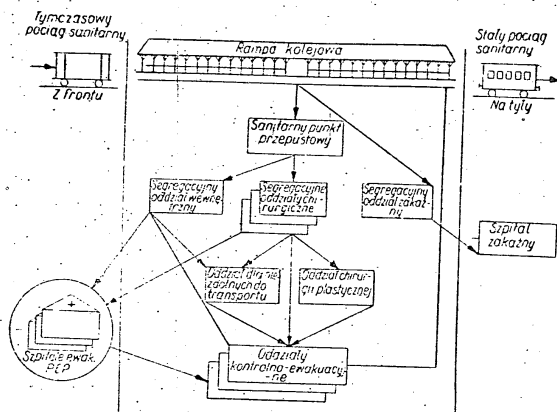 Tymczasowy
pociąg sanitarny
Z frontu
Rampa kolejowa
Stały pociąg
sanitarny
Na tyły
Sanitarny punkt
przepustowy
Segregacyjny
oddział wewnę-
trzny
Segregacyjne
oddziały chi-
rurgiczne
Segregacyjny
oddział zakaź-
ny
Szpital
zakaźny
Oddział dla nie-
zdolnych do
transportu
Oddział chirur-
gii plastycznej
+
Szpitale ewak.
PEP
Oddziały
kontrolno-ewakuacyj-
-ne